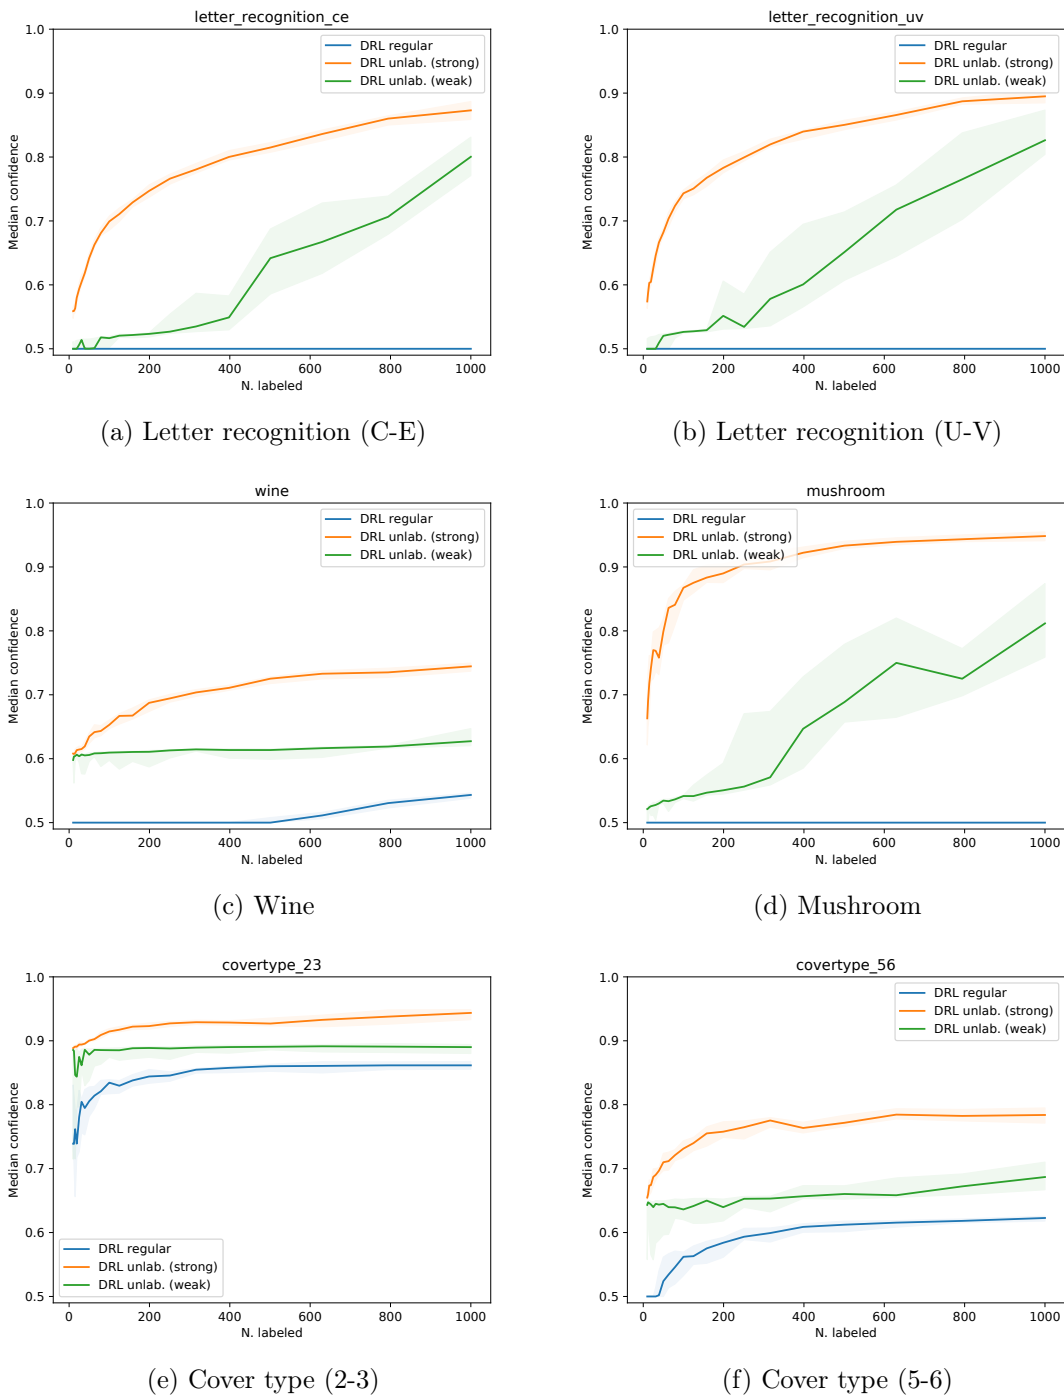 letter_recognition_ce
1.0
0.9
0.8
0.7
0.6
0.5
Median confidence
DRL regular
DRL unlab. (strong)
DRL unlab. (weak)
0 200 400 600 800 1000
N. labeled
(a) Letter recognition (C-E)
letter_recognition_uv
1.0
0.9
0.8
0.7
0.6
0.5
Median confidence
DRL regular
DRL unlab. (strong)
DRL unlab. (weak)
0 200 400 600 800 1000
N. labeled
(b) Letter recognition (U-V)
wine
1.0
0.9
0.8
0.7
0.6
0.5
Median confidence
DRL regular
DRL unlab. (strong)
DRL unlab. (weak)
0 200 400 600 800 1000
N. labeled
(c) Wine
mushroom
1.0
0.9
0.8
0.7
0.6
0.5
Median confidence
DRL regular
DRL unlab. (strong)
DRL unlab. (weak)
0 200 400 600 800 1000
N. labeled
(d) Mushroom
covertype_23
1.0
0.9
0.8
0.7
0.6
0.5
Median confidence
DRL regular
DRL unlab. (strong)
DRL unlab. (weak)
0 200 400 600 800 1000
N. labeled
(e) Cover type (2-3)
covertype_56
1.0
0.9
0.8
0.7
0.6
0.5
Median confidence
DRL regular
DRL unlab. (strong)
DRL unlab. (weak)
0 200 400 600 800 1000
N. labeled
(f) Cover type (5-6)